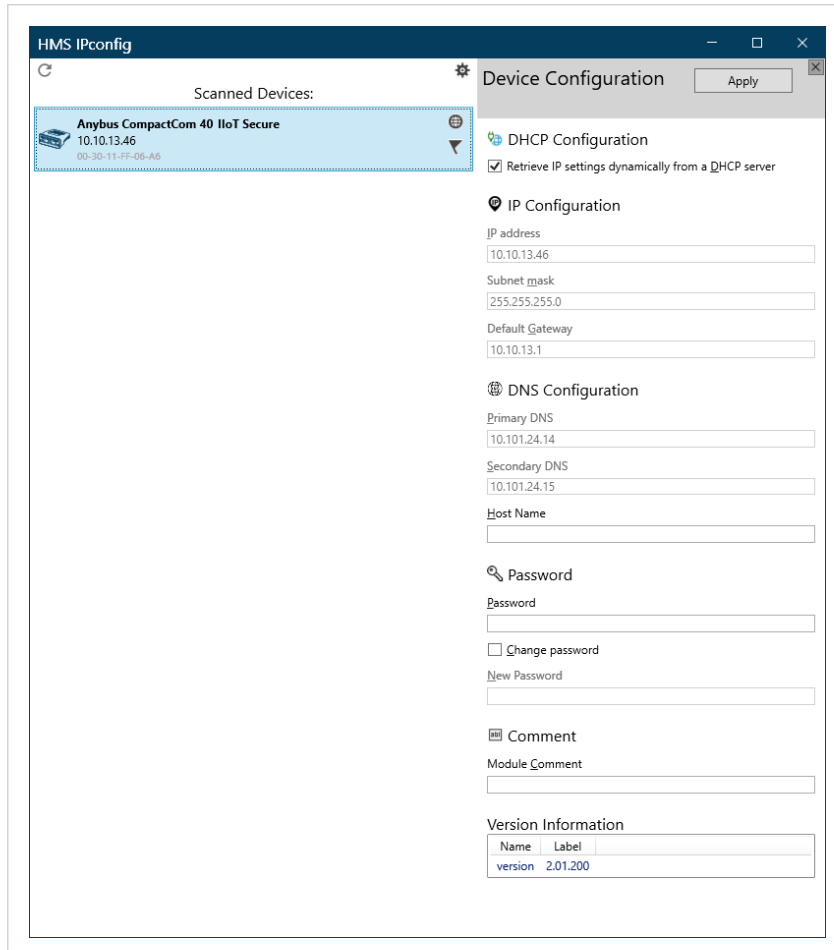 HMS IPconfig
Scanned Devices:
Anybus CompactCom 40 IIoT Secure
10.10.13.46
00-30-11-FF-06-A6
Device Configuration
Apply
DHCP Configuration
Retrieve IP settings dynamically from a DHCP server
IP Configuration
IP address
10.10.13.46
Subnet mask
255.255.255.0
Default Gateway
10.10.13.1
DNS Configuration
Primary DNS
10.101.24.14
Secondary DNS
10.101.24.15
Host Name
Password
Password
Change password
New Password
Comment
Module Comment
Version Information
Name Label
version 2.01.200